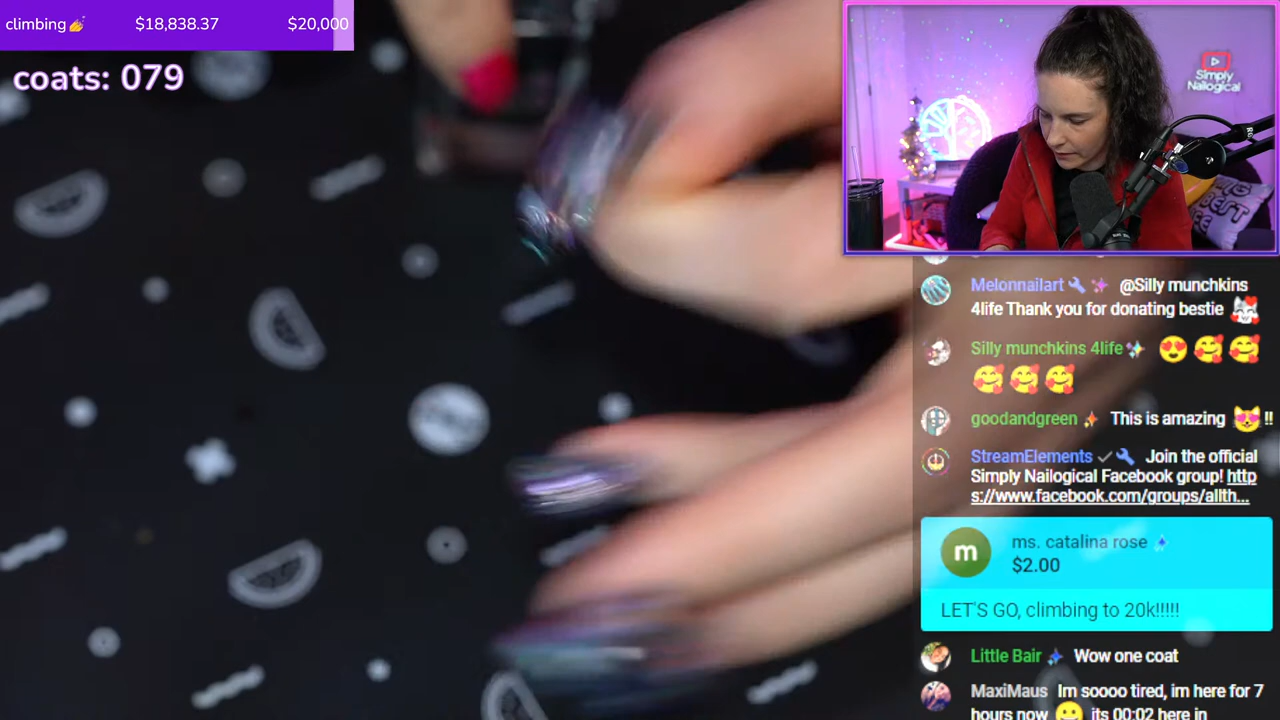 climbing💅 $18,838.37 $20,000
coats: 079
Simply
Nailogical
Melonnailart 🔧 ✨ @Silly munchkins
4life Thank you for donating bestie
Silly munchkins 4life ✨ 😍 🥰 🥰
🥰 🥰 🥰
goodandgreen ✨ This is amazing 😻 !!
StreamElements ✓ 🔧 Join the official
Simply Nailogical Facebook group! http
s://www.facebook.com/groups/allth...
m
ms. catalina rose
$2.00
LET'S GO, climbing to 20k!!!!!
Little Bair Wow one coat
MaxiMaus Im soooo tired, im here for 7
hours now 🙂 its 00:02 here in